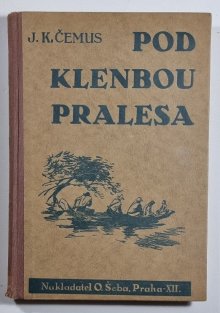 J. K. ČEMUS
POD
KLENBOU
PRALESA
Nakladatel O. Šeba, Praha-XII.